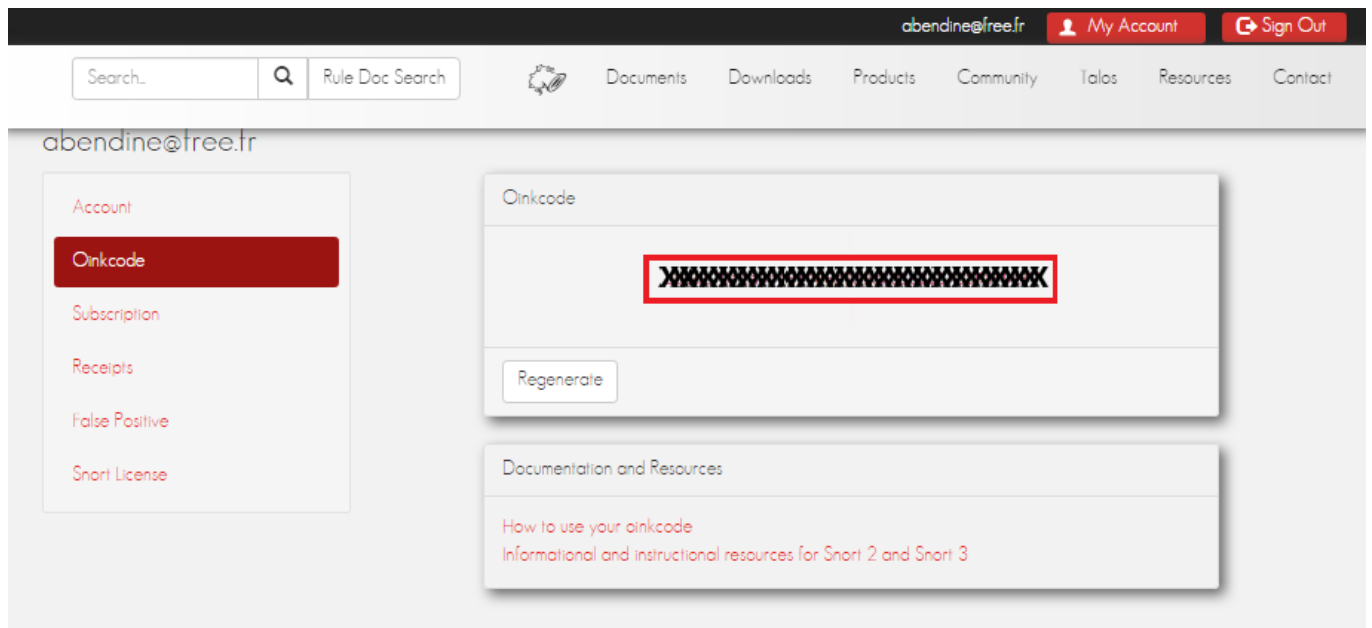 abendine@free.fr My Account Sign Out
Search... Rule Doc Search Documents Downloads Products Community Talos Resources Contact
abendine@free.fr
Account
Oinkcode
Subscription
Receipts
False Positive
Snort License
Oinkcode
Regenerate
Documentation and Resources
How to use your oinkcode
Informational and instructional resources for Snort 2 and Snort 3